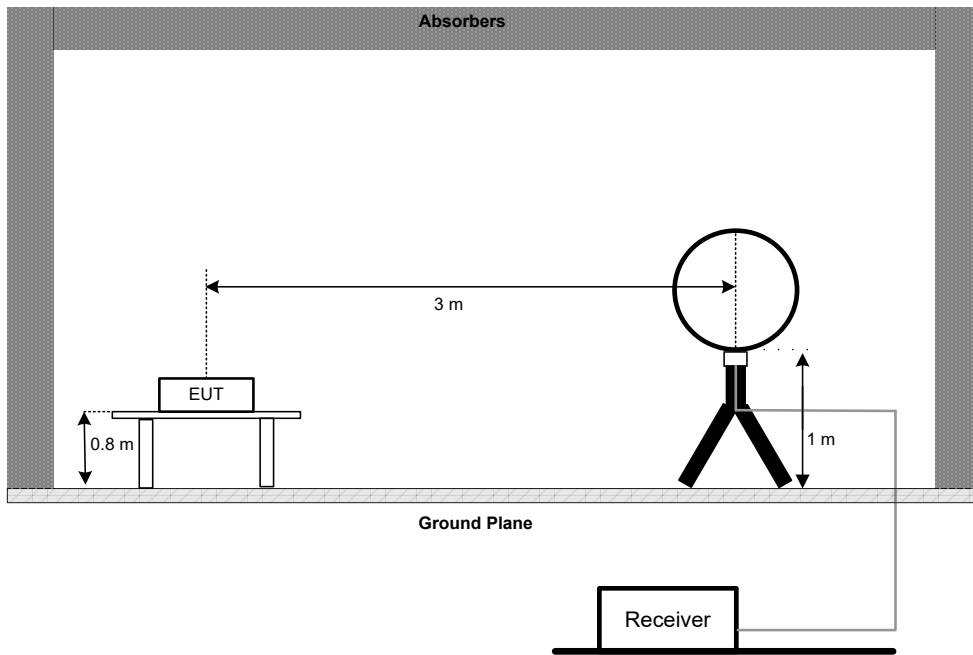 Absorbers
3 m
EUT
0.8 m
1 m
Ground Plane
Receiver